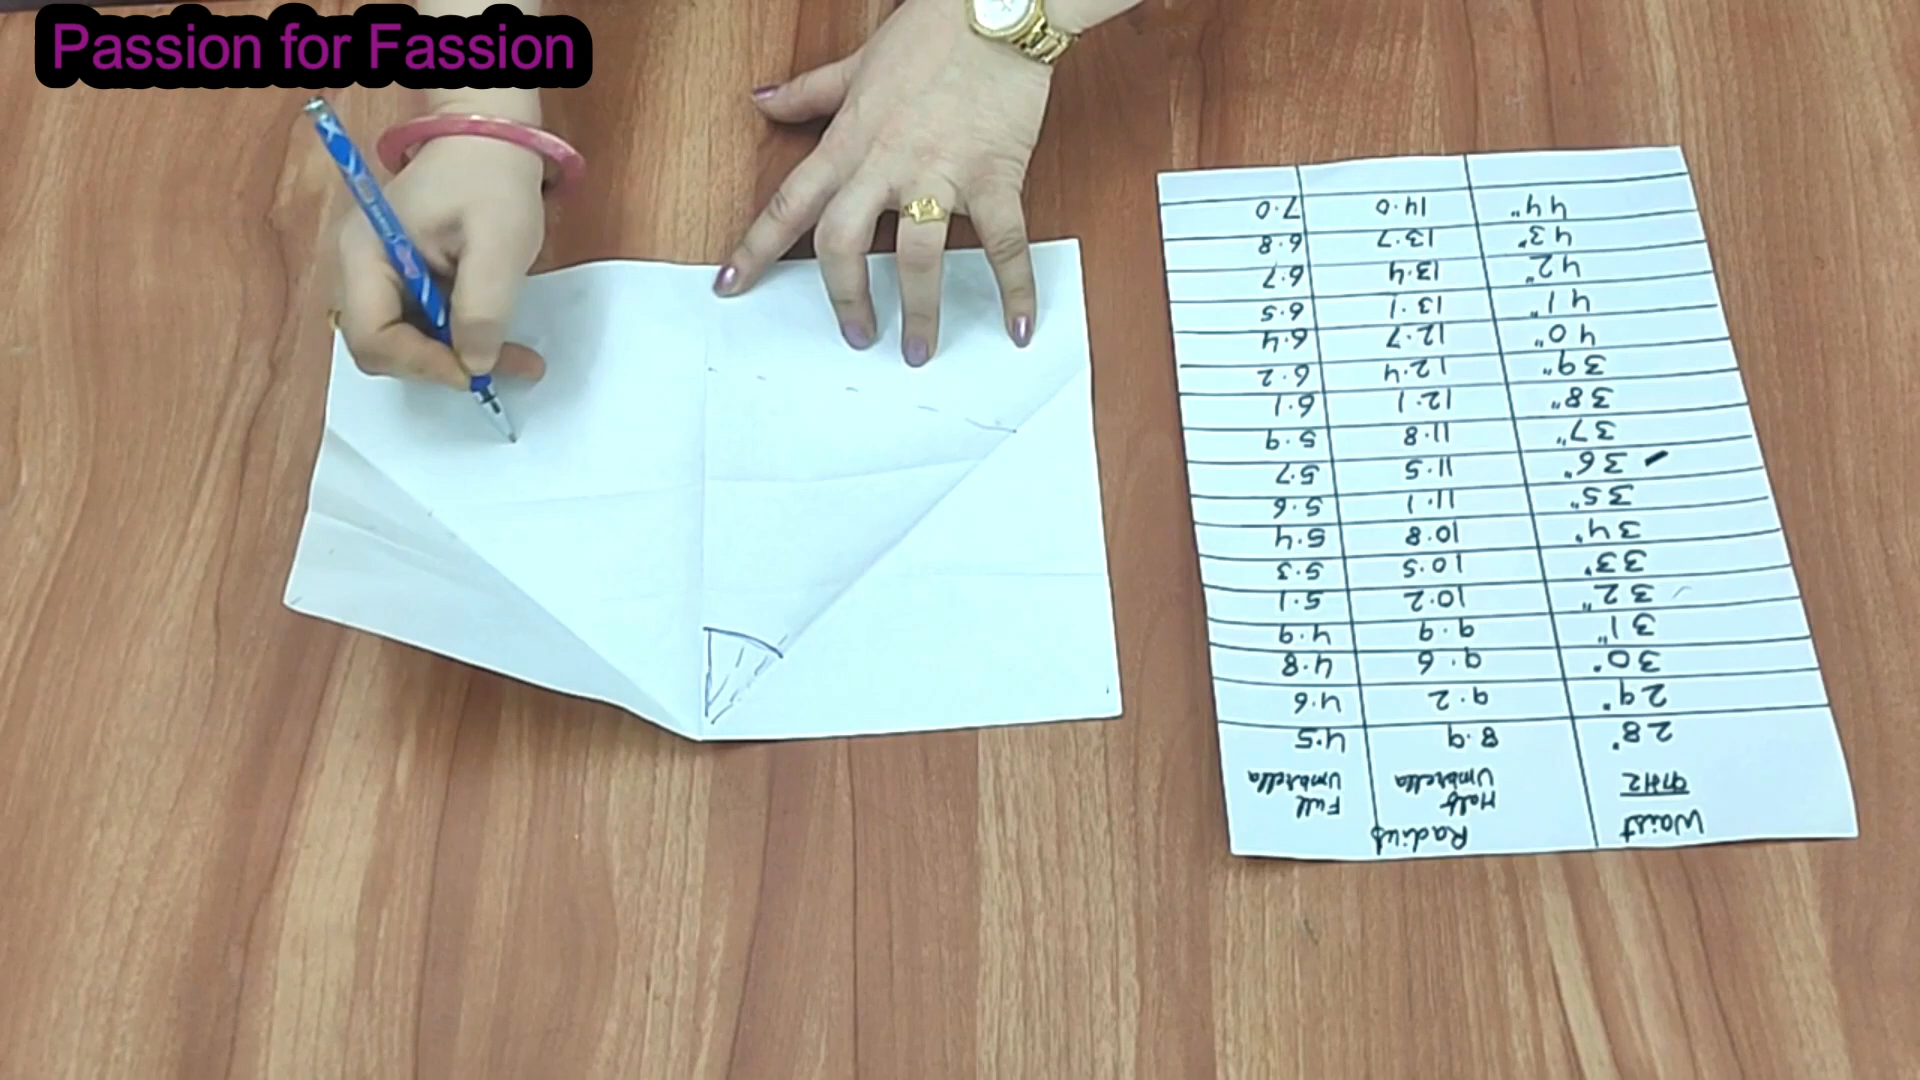 Passion for Fassion
Waist Radius
Half Umbrella Full Umbrella
28" 8.9 4.5
29" 9.2 4.6
30" 9.6 4.8
31" 9.9 4.9
32" 10.2 5.1
33" 10.5 5.3
34" 10.8 5.4
35" 11.1 5.6
36" 11.5 5.7
37" 11.8 5.9
38" 12.1 6.1
39" 12.4 6.2
40" 12.7 6.4
41" 13.1 6.5
42" 13.4 6.7
43" 13.7 6.8
44" 14.0 7.0